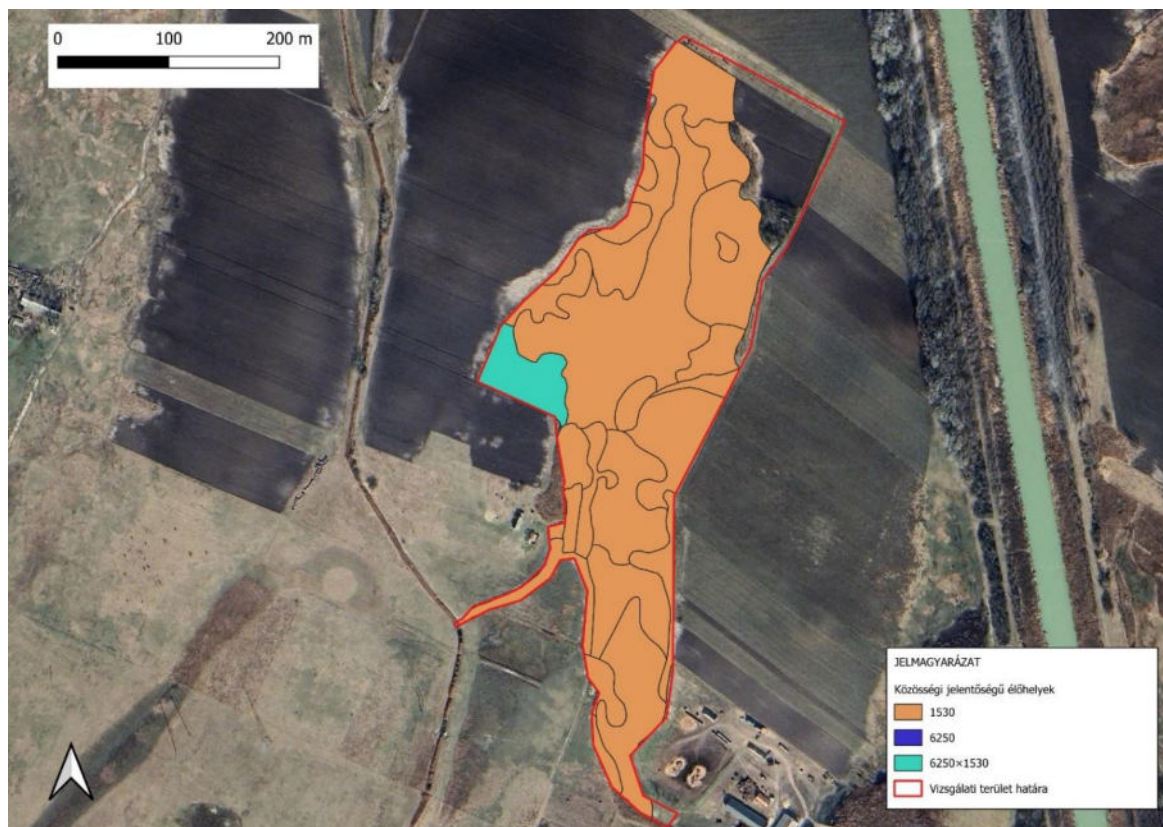 0 100 200 m
JELMAGYARÁZAT
Közösségi jelentőségű élőhelyek
1530
6250
6250×1530
Vizsgálati terület határa